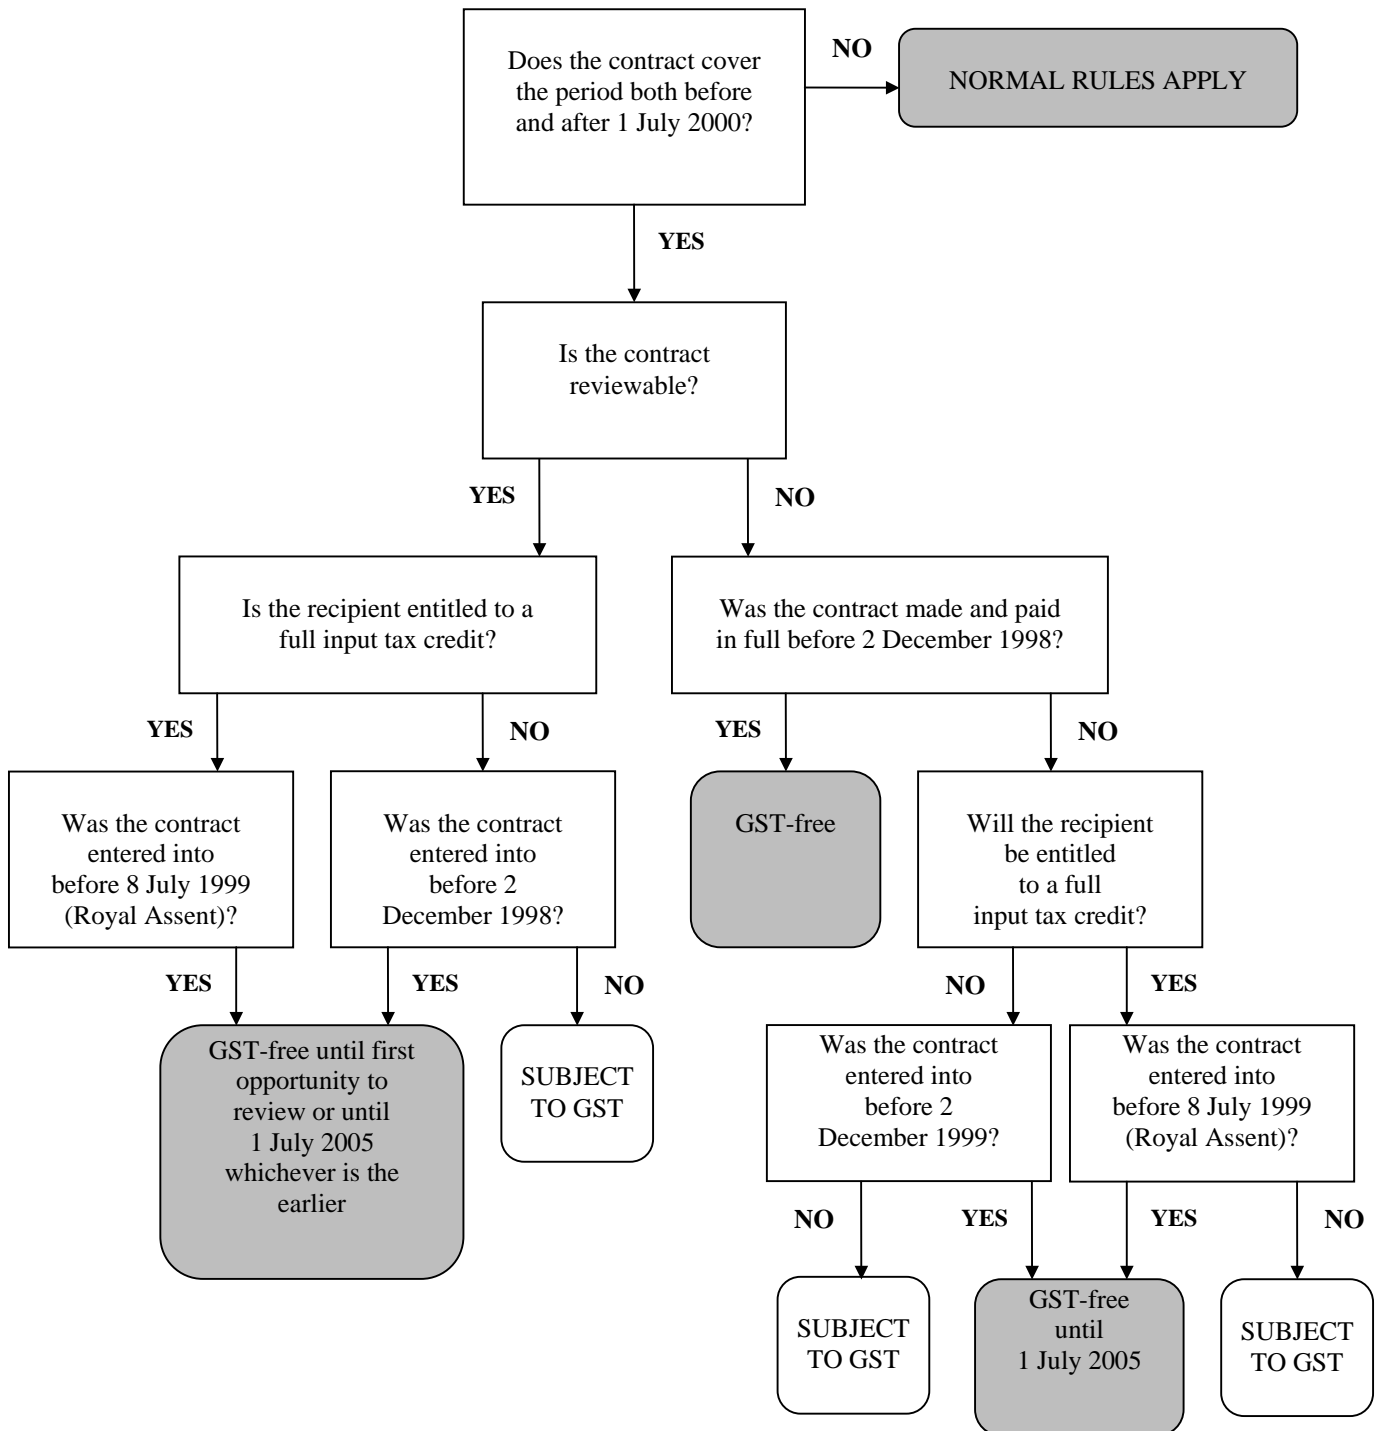 Does the contract cover
the period both before
and after 1 July 2000?
NO
NORMAL RULES APPLY
YES
Is the contract
reviewable?
YES
NO
Is the recipient entitled to a
full input tax credit?
Was the contract made and paid
in full before 2 December 1998?
YES
NO
YES
NO
Was the contract
entered into
before 8 July 1999
(Royal Assent)?
Was the contract
entered into
before 2
December 1998?
GST-free
Will the recipient
be entitled
to a full
input tax credit?
YES
YES
NO
NO
YES
GST-free until first
opportunity to
review or until
1 July 2005
whichever is the
earlier
SUBJECT
TO GST
Was the contract
entered into
before 2
December 1999?
Was the contract
entered into
before 8 July 1999
(Royal Assent)?
NO
YES
YES
NO
SUBJECT
TO GST
GST-free
until
1 July 2005
SUBJECT
TO GST